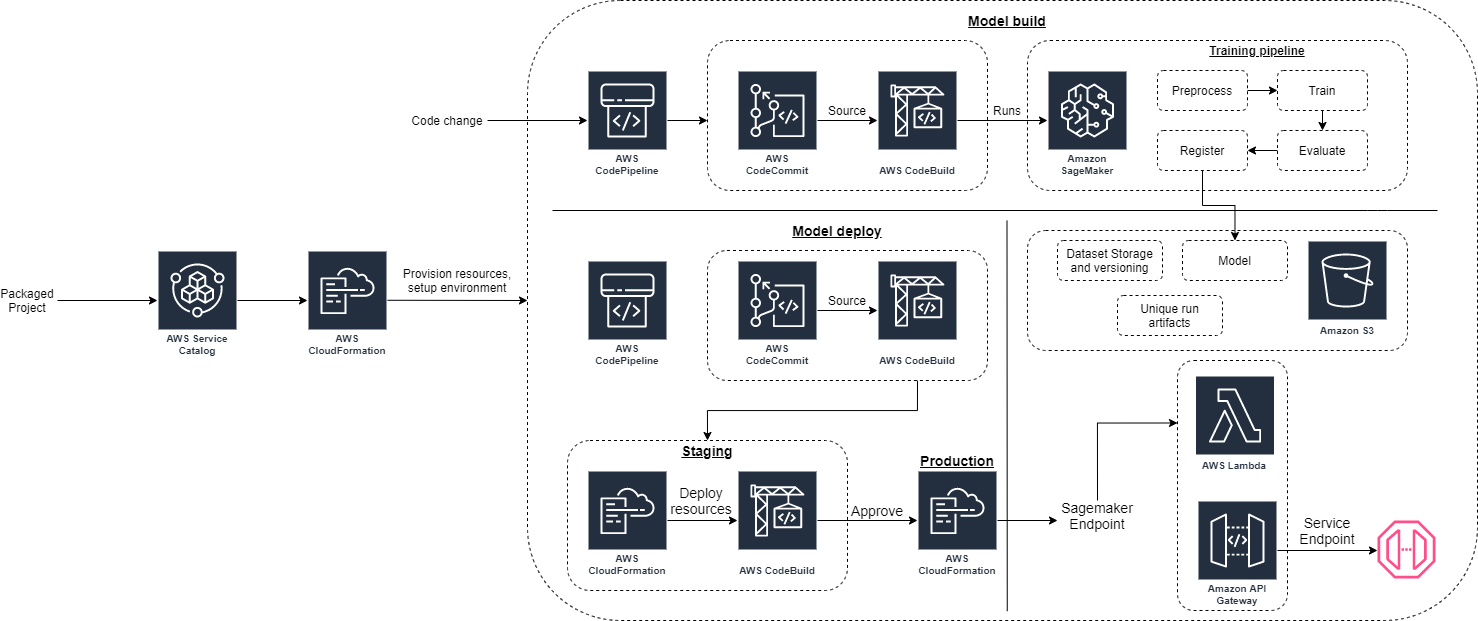 Model build
Training pipeline
Preprocess
Train
Code change
Source
Runs
Register
Evaluate
AWS
CodePipeline
AWS
CodeCommit
AWS CodeBuild
Amazon
SageMaker
Model deploy
Dataset Storage
and versioning
Model
Unique run
artifacts
Amazon S3
Packaged
Project
AWS Service
Catalog
AWS
CloudFormation
Provision resources,
setup environment
Source
AWS
CodePipeline
AWS
CodeCommit
AWS CodeBuild
Staging
Production
Deploy
resources
Approve
AWS
CloudFormation
AWS CodeBuild
AWS
CloudFormation
Sagemaker
Endpoint
AWS Lambda
Amazon API
Gateway
Service
Endpoint